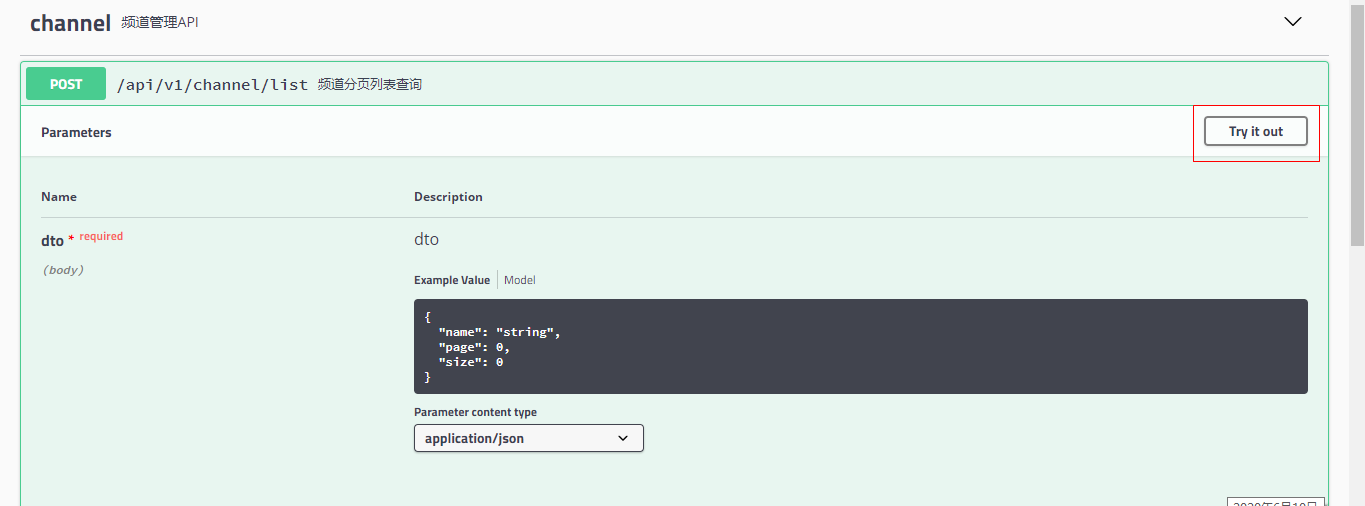 channel 频道管理API
POST /api/v1/channel/list 频道分页列表查询
Parameters Try it out
Name Description
dto * required dto
(body)
Example Value Model
{
"name": "string",
"page": 0,
"size": 0
}
Parameter content type
application/json